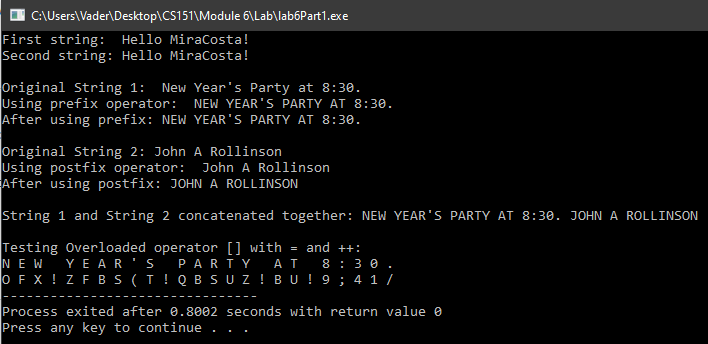 C:\Users\Vader\Desktop\CS151\Module 6\Lab\lab6Part1.exe
First string:  Hello MiraCosta!
Second string: Hello MiraCosta!
Original String 1:  New Year's Party at 8:30.
Using prefix operator:  NEW YEAR'S PARTY AT 8:30.
After using prefix: NEW YEAR'S PARTY AT 8:30.
Original String 2: John A Rollinson
Using postfix operator:  John A Rollinson
After using postfix: JOHN A ROLLINSON
String 1 and String 2 concatenated together: NEW YEAR'S PARTY AT 8:30. JOHN A ROLLINSON
Testing Overloaded operator [] with = and ++:
N E W   Y E A R ' S   P A R T Y   A T   8 : 3 0 .
O F X ! Z F B S ( T ! Q B S U Z ! B U ! 9 ; 4 1 /
--------------------------------
Process exited after 0.8002 seconds with return value 0
Press any key to continue . . .